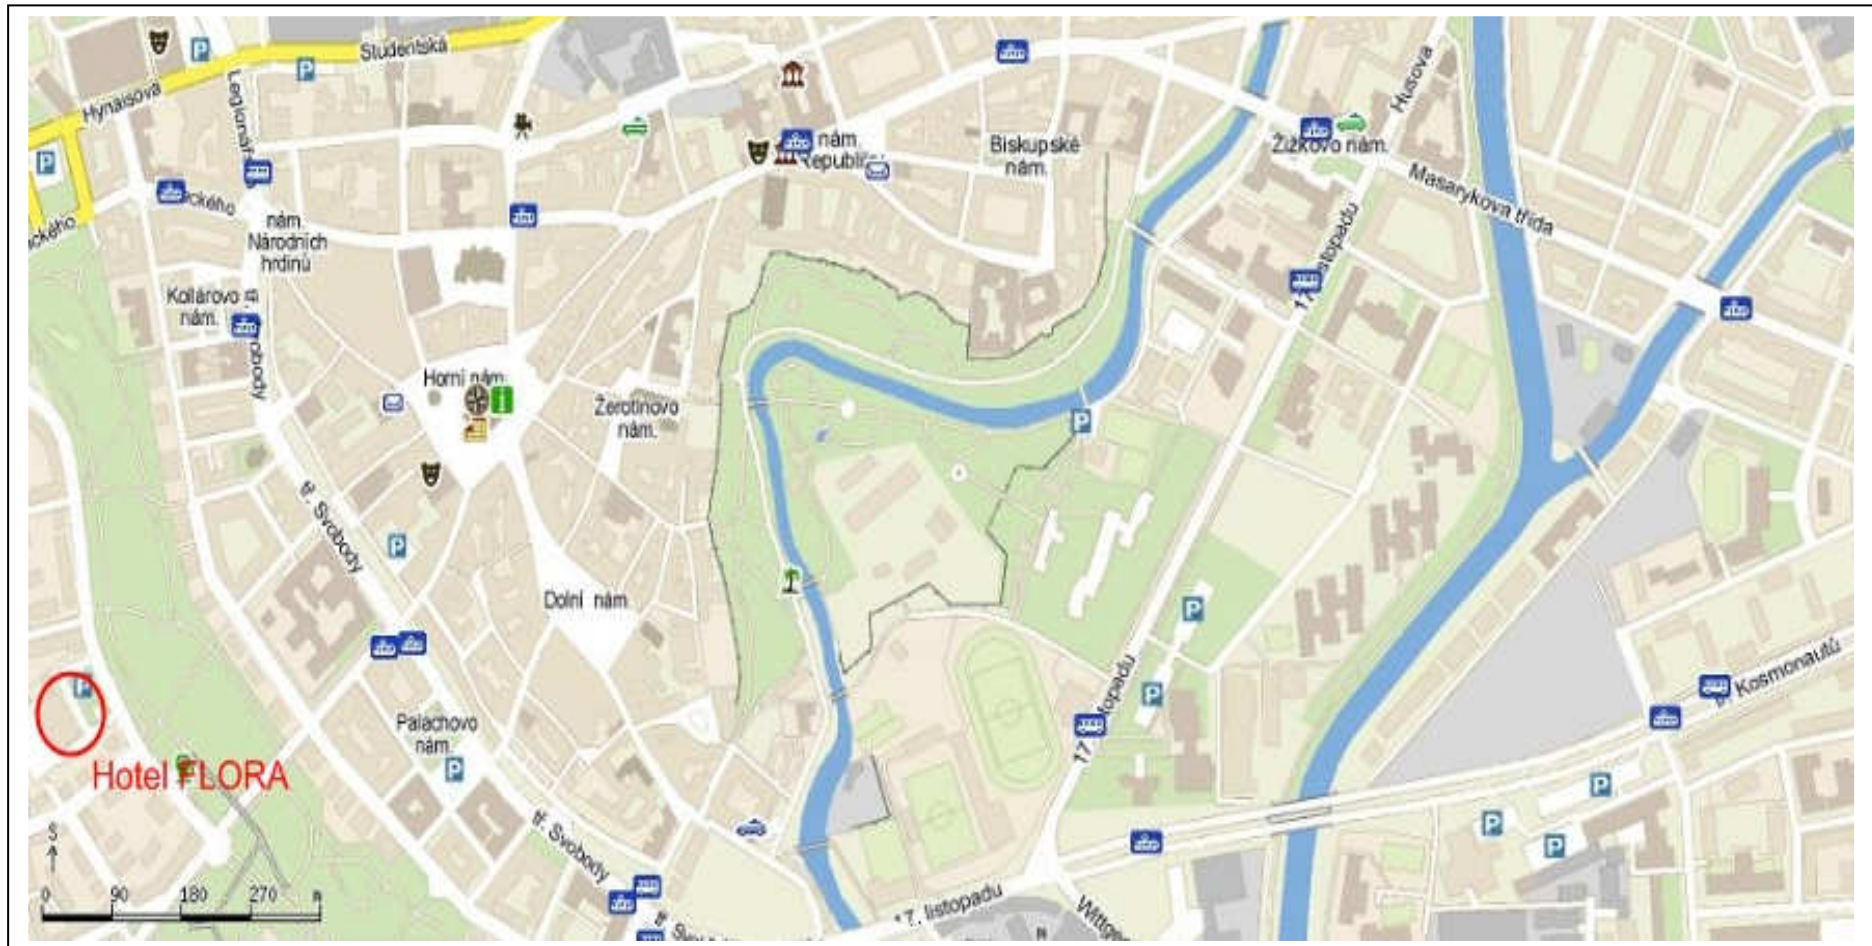 Studentská
Hynaisova
Husova
nám.
Republiky
Biskupské
nám.
Žižkovo nám.
Masarykova třída
nám.
Národních
hrdinů
17. listopadu
Kollárovo
nám.
Horní nám.
Žerotínovo
nám.
tř. Svobody
Dolní nám.
Palachovo
nám.
Kosmonautů
Hotel FLORA
tř. Svobody
17. listopadu
S
0 90 180 270 m
P
P
P
P
P
P
P
P
P
P
P
P
P